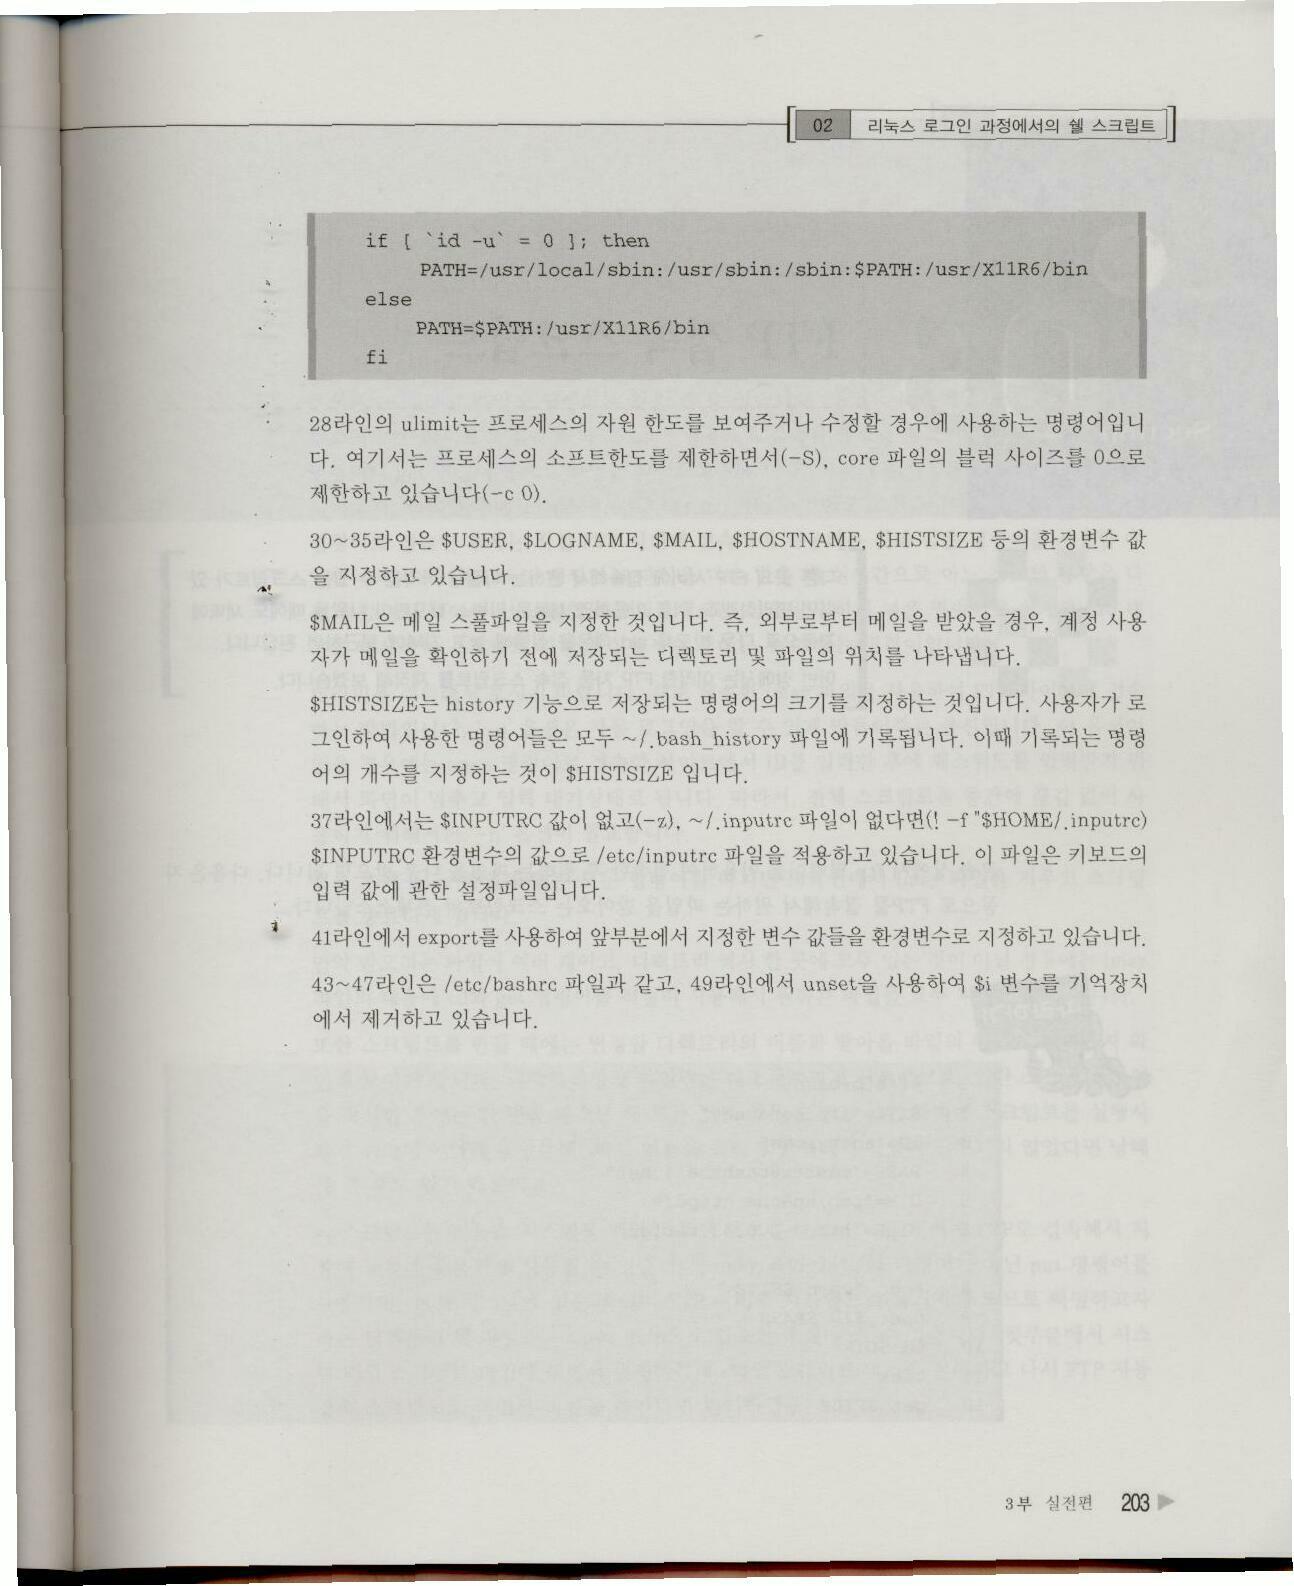 02 리눅스 로그인 과정에서의 쉘 스크립트
if [ `id -u` = 0 ]; then
PATH=/usr/local/sbin:/usr/sbin:/sbin:$PATH:/usr/X11R6/bin
else
PATH=$PATH:/usr/X11R6/bin
fi
28라인의 ulimit는 프로세스의 자원 한도를 보여주거나 수정할 경우에 사용하는 명령어입니
다. 여기서는 프로세스의 소프트한도를 제한하면서(-S), core 파일의 블럭 사이즈를 0으로
제한하고 있습니다(-c 0).
30~35라인은 $USER, $LOGNAME, $MAIL, $HOSTNAME, $HISTSIZE 등의 환경변수 값
을 지정하고 있습니다.
$MAIL은 메일 스풀파일을 지정한 것입니다. 즉, 외부로부터 메일을 받았을 경우, 계정 사용
자가 메일을 확인하기 전에 저장되는 디렉토리 및 파일의 위치를 나타냅니다.
$HISTSIZE는 history 기능으로 저장되는 명령어의 크기를 지정하는 것입니다. 사용자가 로
그인하여 사용한 명령어들은 모두 ~/.bash_history 파일에 기록됩니다. 이때 기록되는 명령
어의 개수를 지정하는 것이 $HISTSIZE 입니다.
37라인에서는 $INPUTRC 값이 없고(-z), ~/.inputrc 파일이 없다면(! -f "$HOME/.inputrc)
$INPUTRC 환경변수의 값으로 /etc/inputrc 파일을 적용하고 있습니다. 이 파일은 키보드의
입력 값에 관한 설정파일입니다.
41라인에서 export를 사용하여 앞부분에서 지정한 변수 값들을 환경변수로 지정하고 있습니다.
43~47라인은 /etc/bashrc 파일과 같고, 49라인에서 unset을 사용하여 $i 변수를 기억장치
에서 제거하고 있습니다.
3부 실전편 203